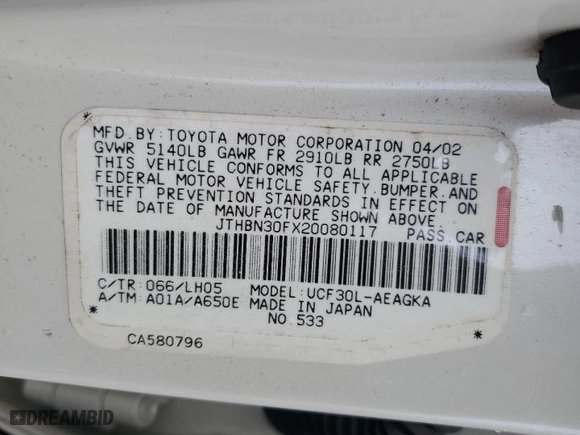 MFD.BY:TOYOTA MOTOR CORPORATION 04/02
GVWR 5140LB GAWR FR 2910LB RR 2750LB
THIS VEHICLE CONFORMS TO ALL APPLICABLE
FEDERAL MOTOR VEHICLE SAFETY,BUMPER,AND
THEFT PREVENTION STANDARDS IN EFFECT ON
THE DATE OF MANUFACTURE SHOWN ABOVE.
JTHBN30FX20080117 PASS.CAR
C/TR:066/LH05 MODEL:UCF30L-AEAGKA
A/TM:A01A/A650E MADE IN JAPAN
NO.533
CA580796
DREAMBID